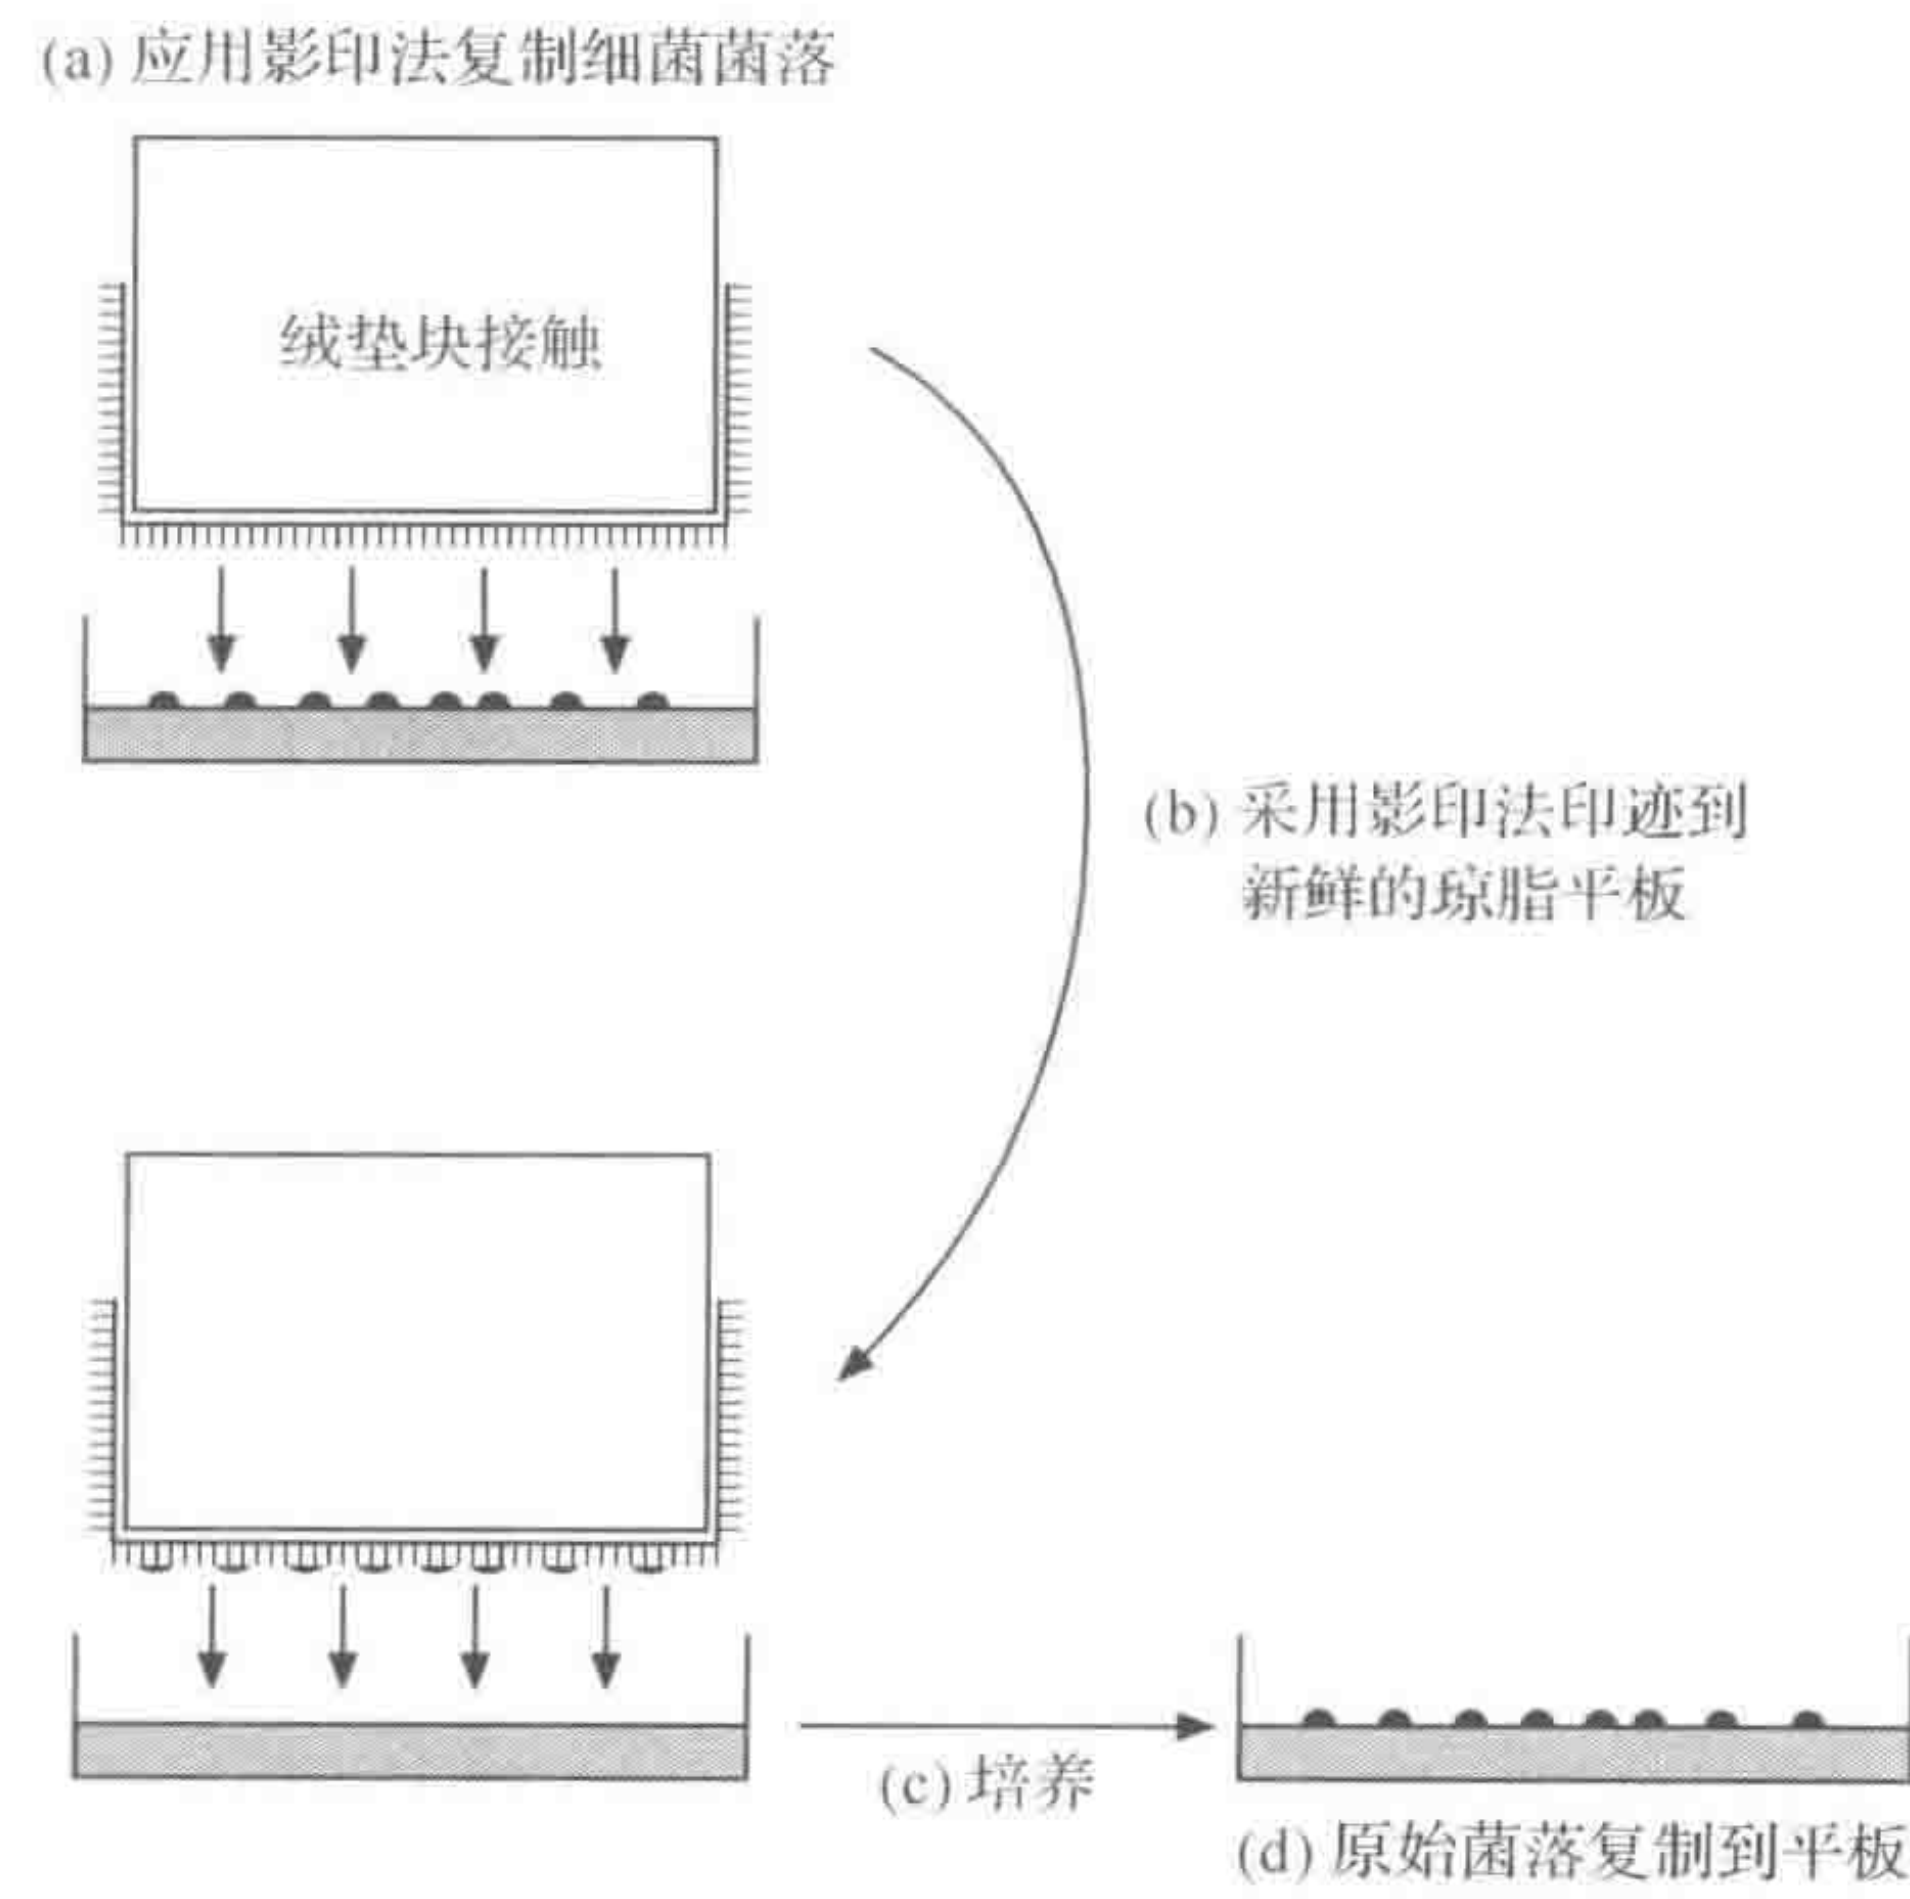 (a) 应用影印法复制细菌菌落
绒垫块接触
(b) 采用影印法印迹到
新鲜的琼脂平板
(c) 培养
(d) 原始菌落复制到平板